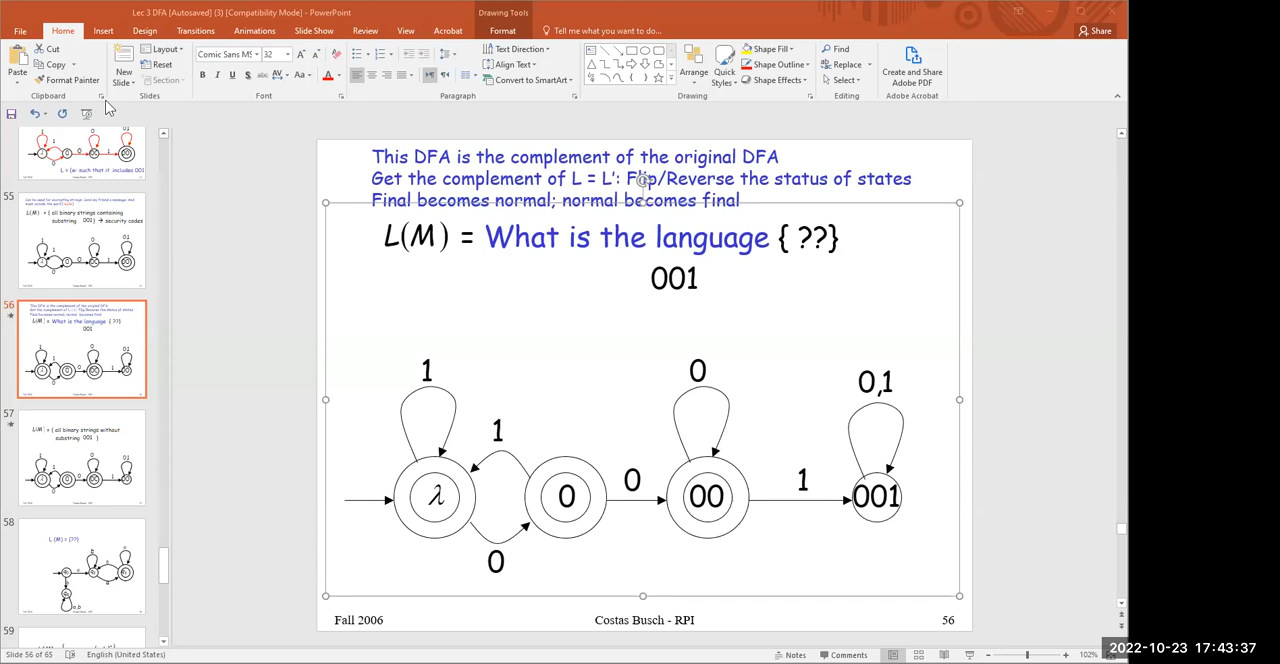 Lec 3 DFA [Autosaved] (3) [Compatibility Mode] - PowerPoint
Drawing Tools
File Home Insert Design Transitions Animations Slide Show Review View Acrobat Format Tell me what you want to do... Share
Paste
Cut
Copy
Format Painter
Clipboard
New Slide
Layout
Reset
Section
Slides
Comic Sans MS 32
B I U S abc AV Aa A
Font
Text Direction
Align Text
Convert to SmartArt
Paragraph
Arrange
Quick Styles
Shape Fill
Shape Outline
Shape Effects
Drawing
Find
Replace
Select
Editing
Create and Share Adobe PDF
Adobe Acrobat
55
56
57
58
L(M) = {??}
59
This DFA is the complement of the original DFA
Get the complement of L = L': Flip/Reverse the status of states
Final becomes normal; normal becomes final
L(M) = What is the language { ??}
001
1
0
0,1
1
0
1
λ
0
00
001
0
Fall 2006 Costas Busch - RPI 56
Slide 56 of 65 English (United States) Notes Comments 102%
2022-10-23 17:43:37